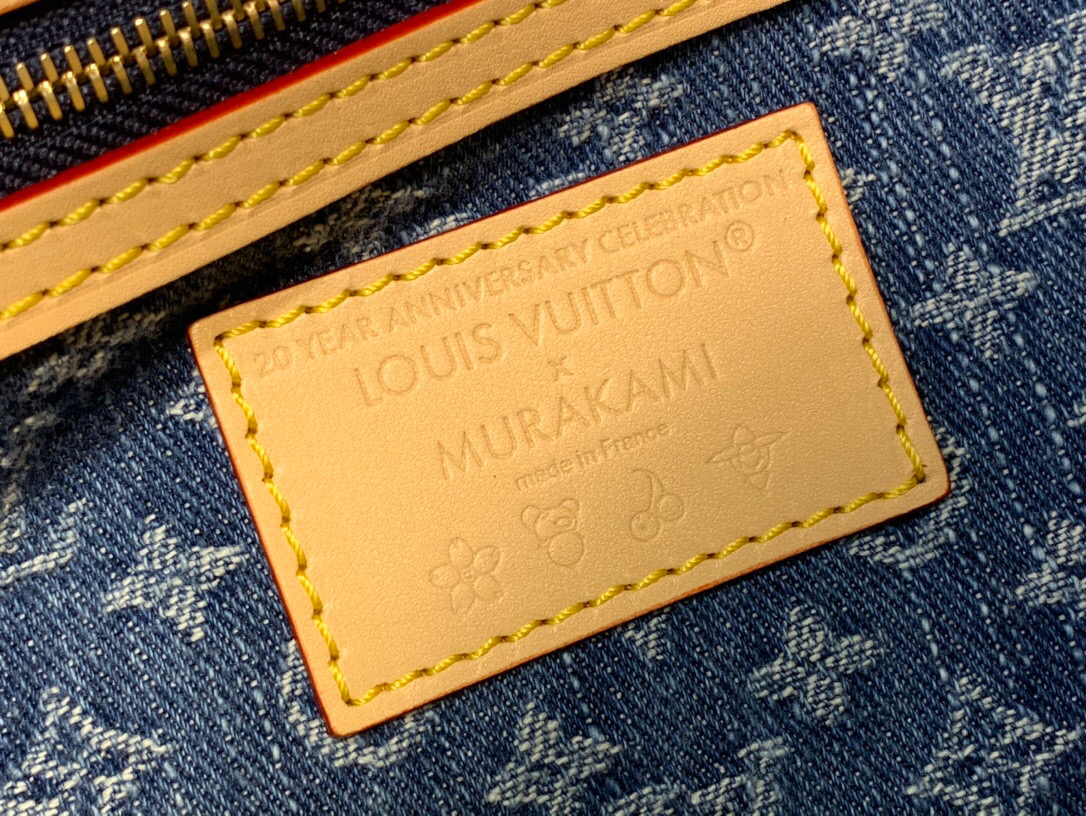 20 YEAR ANNIVERSARY CELEBRATION
LOUIS VUITTON®
x
MURAKAMI
made in France